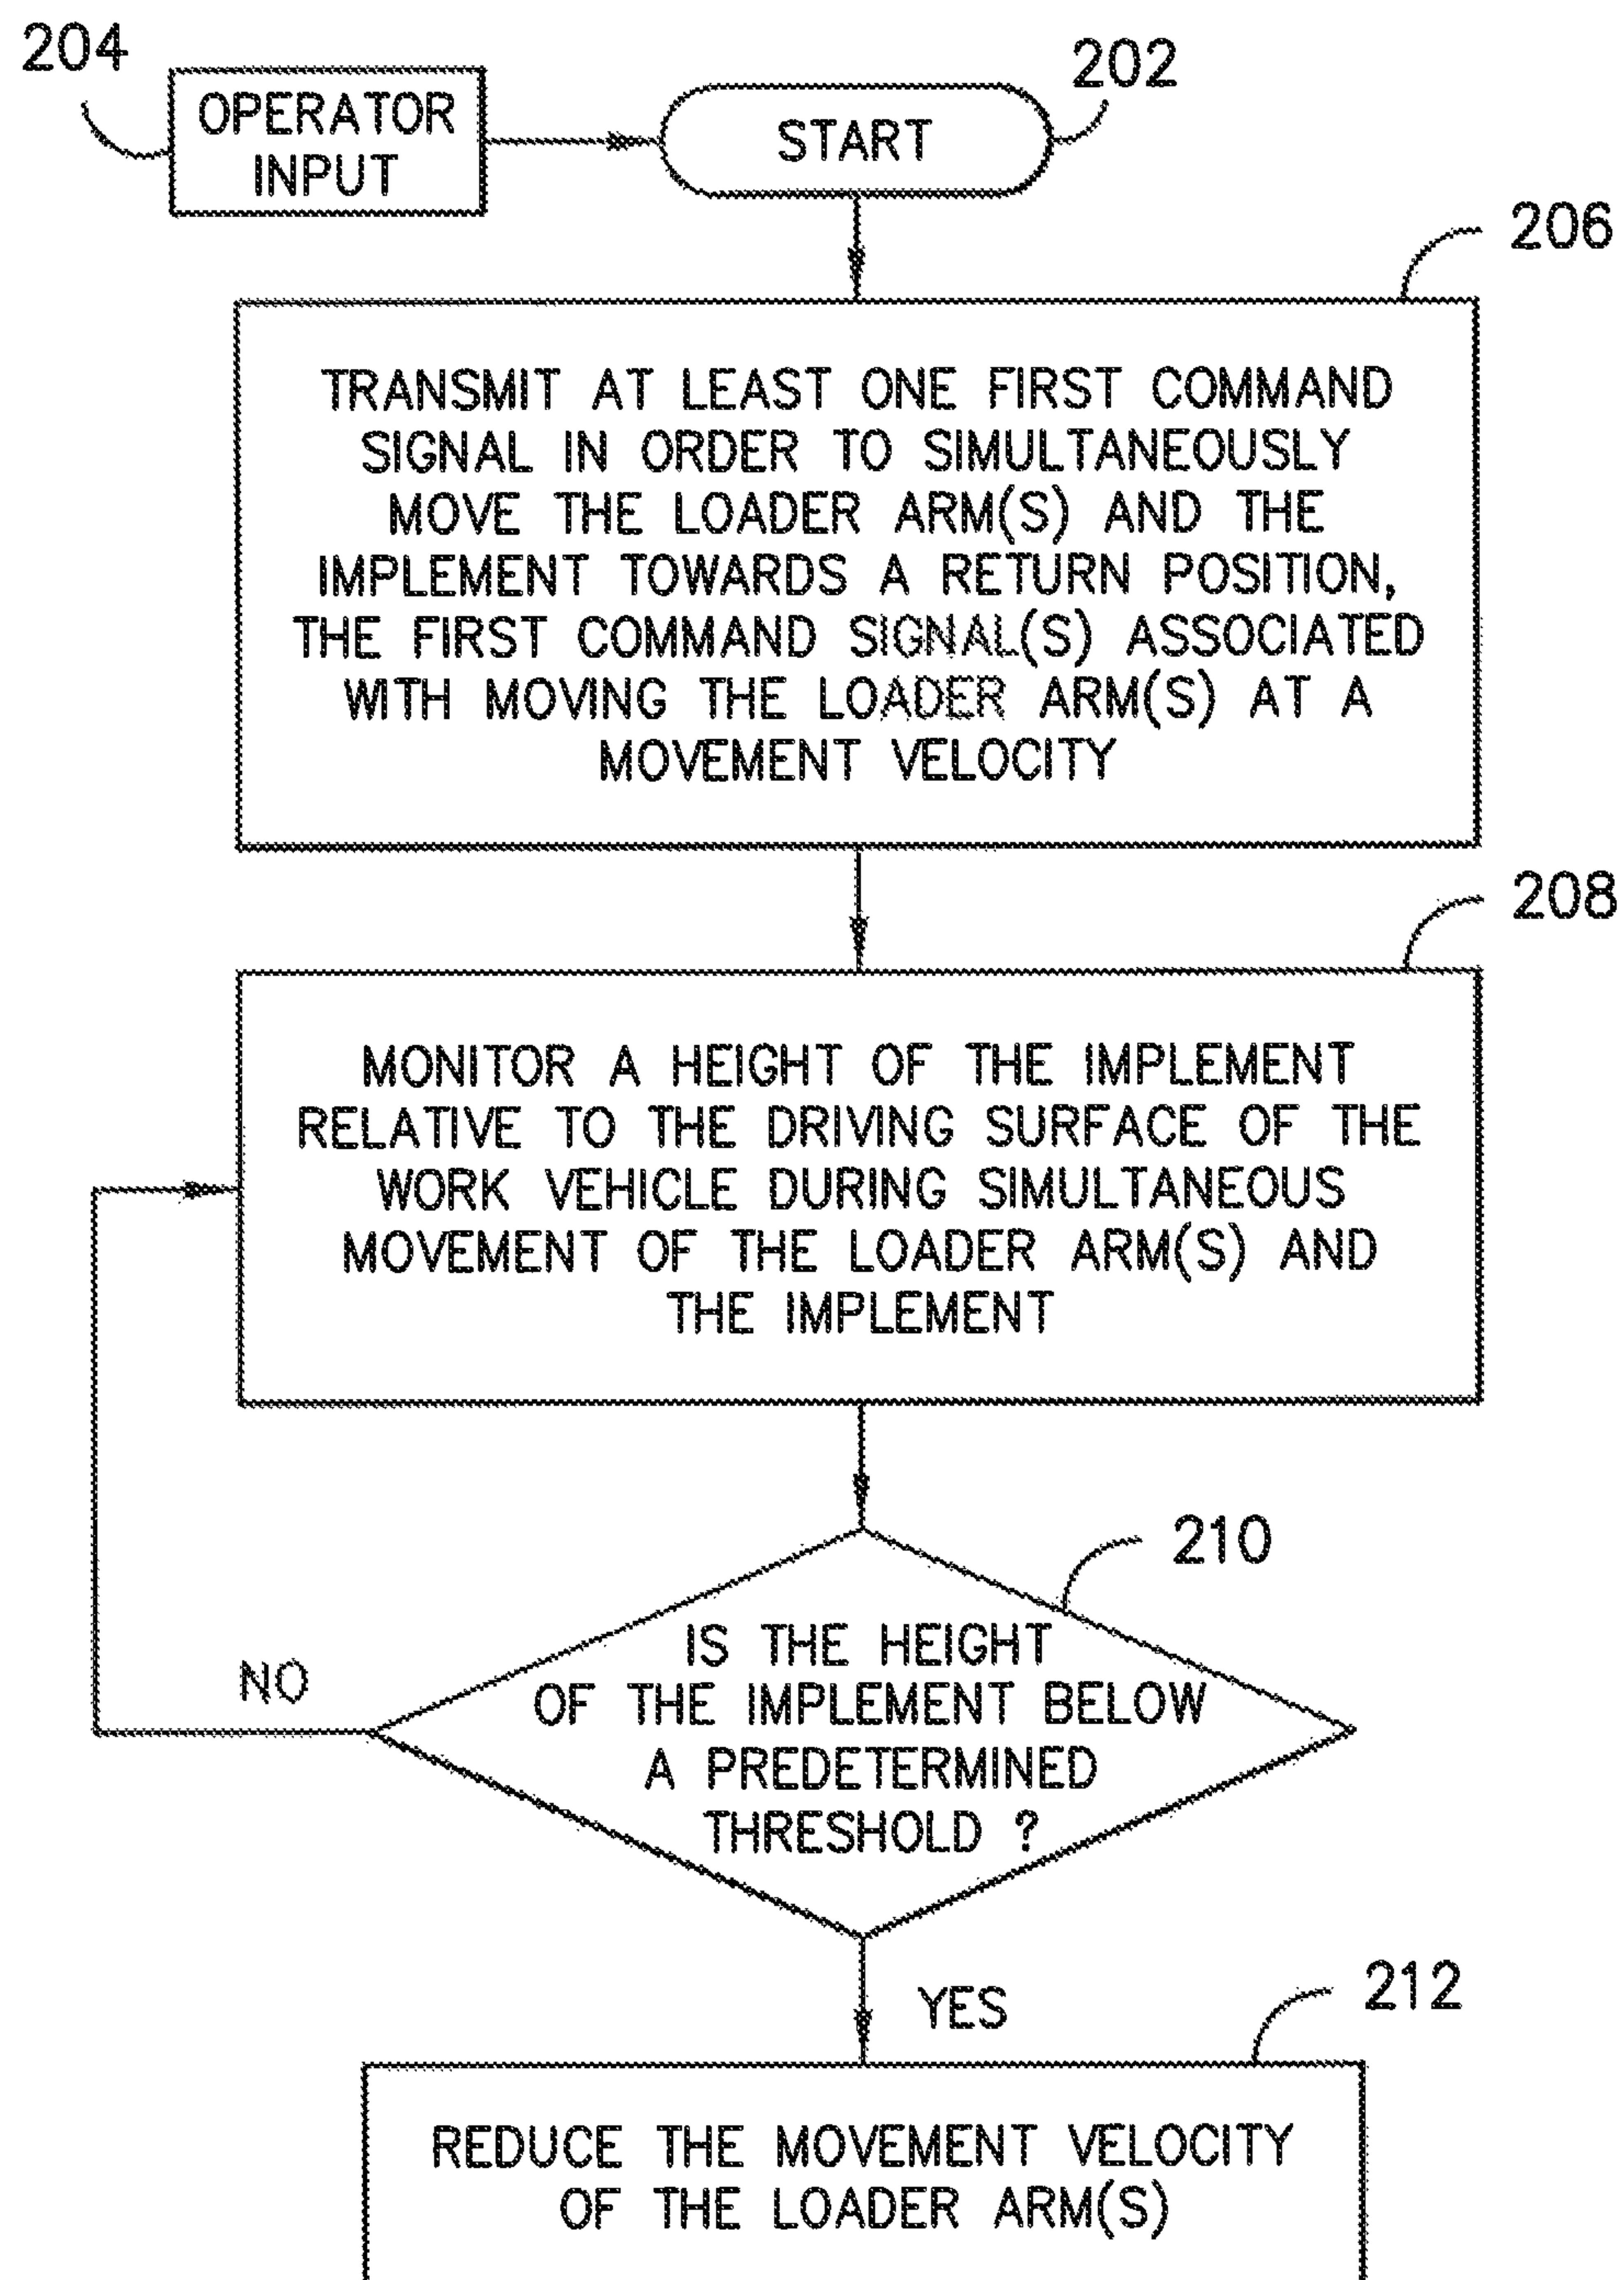 204
OPERATOR
INPUT
START
202
206
TRANSMIT AT LEAST ONE FIRST COMMAND
SIGNAL IN ORDER TO SIMULTANEOUSLY
MOVE THE LOADER ARM(S) AND THE
IMPLEMENT TOWARDS A RETURN POSITION,
THE FIRST COMMAND SIGNAL(S) ASSOCIATED
WITH MOVING THE LOADER ARM(S) AT A
MOVEMENT VELOCITY
208
MONITOR A HEIGHT OF THE IMPLEMENT
RELATIVE TO THE DRIVING SURFACE OF THE
WORK VEHICLE DURING SIMULTANEOUS
MOVEMENT OF THE LOADER ARM(S) AND
THE IMPLEMENT
210
IS THE HEIGHT
OF THE IMPLEMENT BELOW
A PREDETERMINED
THRESHOLD ?
NO
YES
212
REDUCE THE MOVEMENT VELOCITY
OF THE LOADER ARM(S)